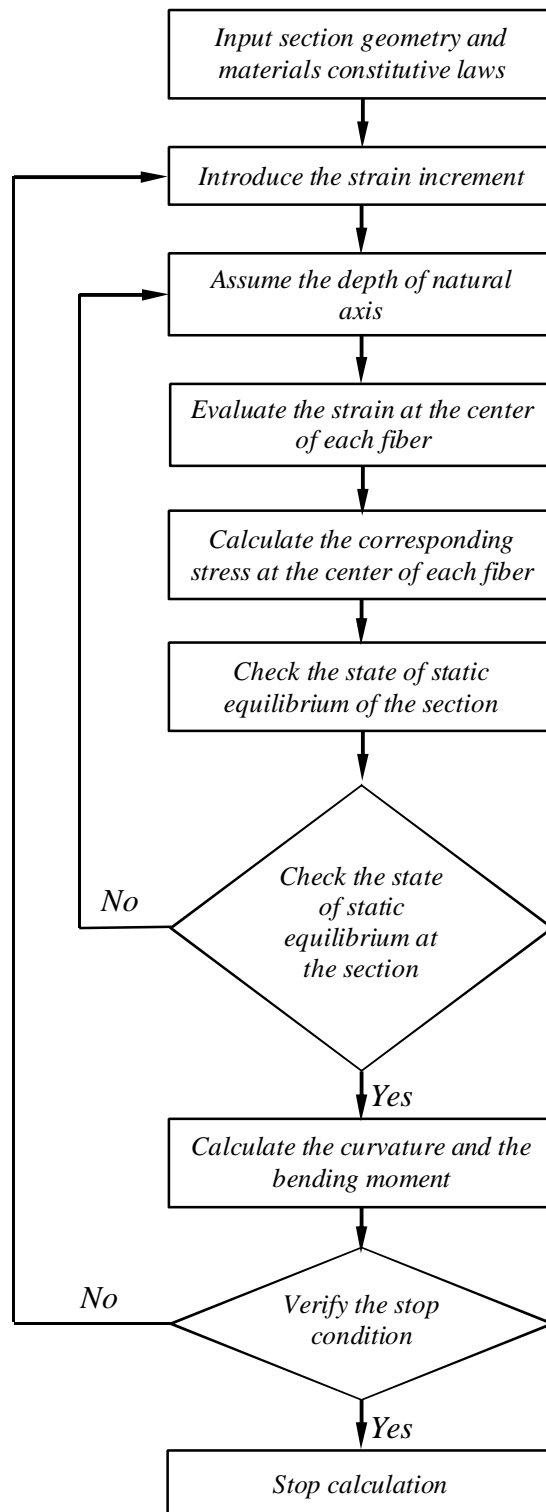 Input section geometry and
materials constitutive laws
Introduce the strain increment
Assume the depth of natural
axis
Evaluate the strain at the center
of each fiber
Calculate the corresponding
stress at the center of each fiber
Check the state of static
equilibrium of the section
Check the state
of static
equilibrium at
the section
No
Yes
Calculate the curvature and the
bending moment
Verify the stop
condition
No
Yes
Stop calculation